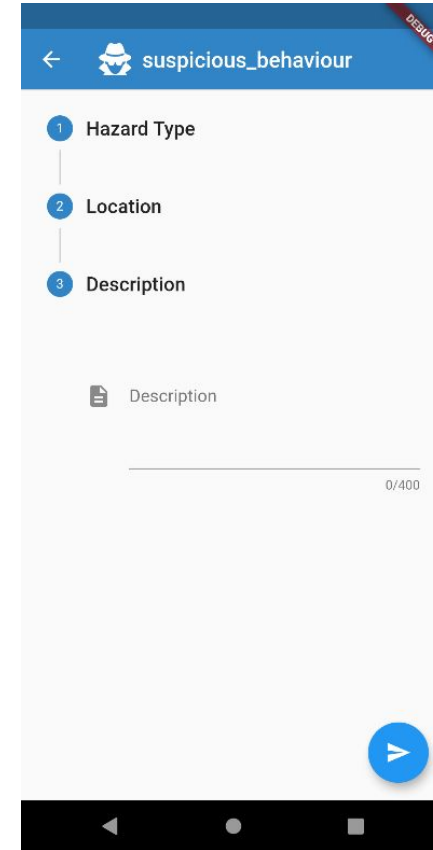 DEBUG
suspicious_behaviour
1 Hazard Type
2 Location
3 Description
Description
0/400